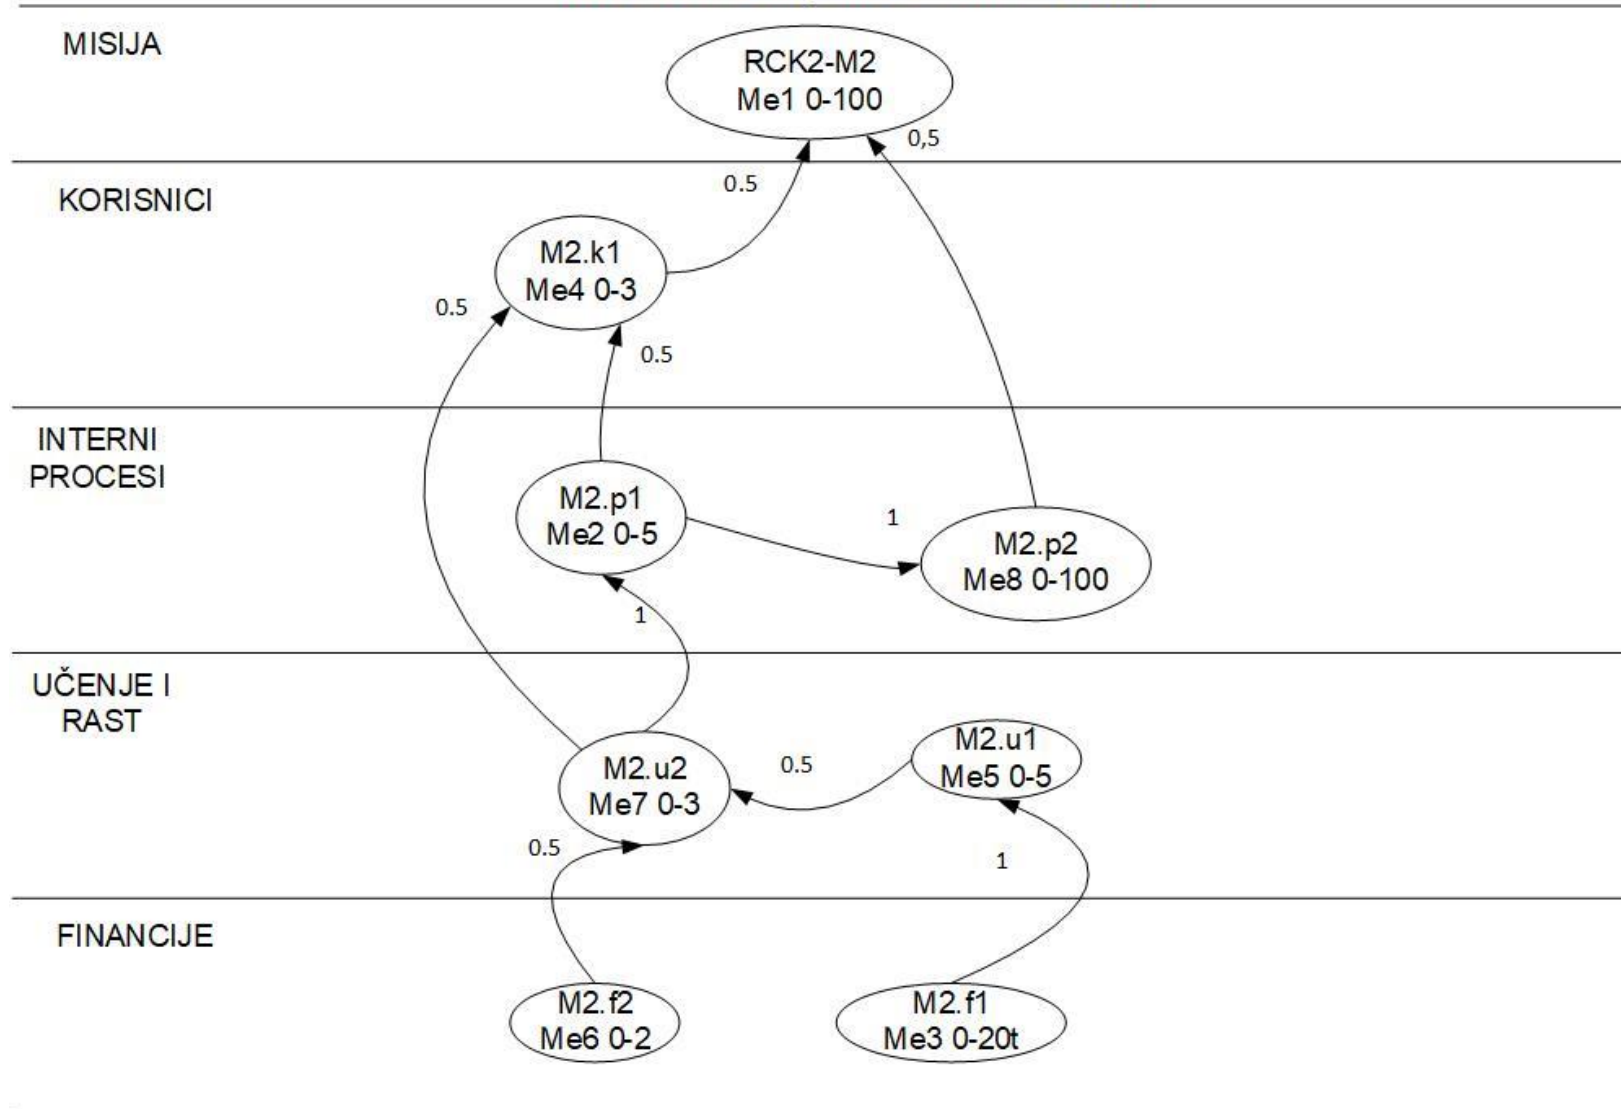 MISIJA
RCK2-M2
Me1 0-100
0,5
0.5
KORISNICI
M2.k1
Me4 0-3
0.5
0.5
INTERNI
PROCESI
M2.p1
Me2 0-5
1
M2.p2
Me8 0-100
1
UČENJE I
RAST
M2.u2
Me7 0-3
0.5
M2.u1
Me5 0-5
0.5
1
FINANCIJE
M2.f2
Me6 0-2
M2.f1
Me3 0-20t